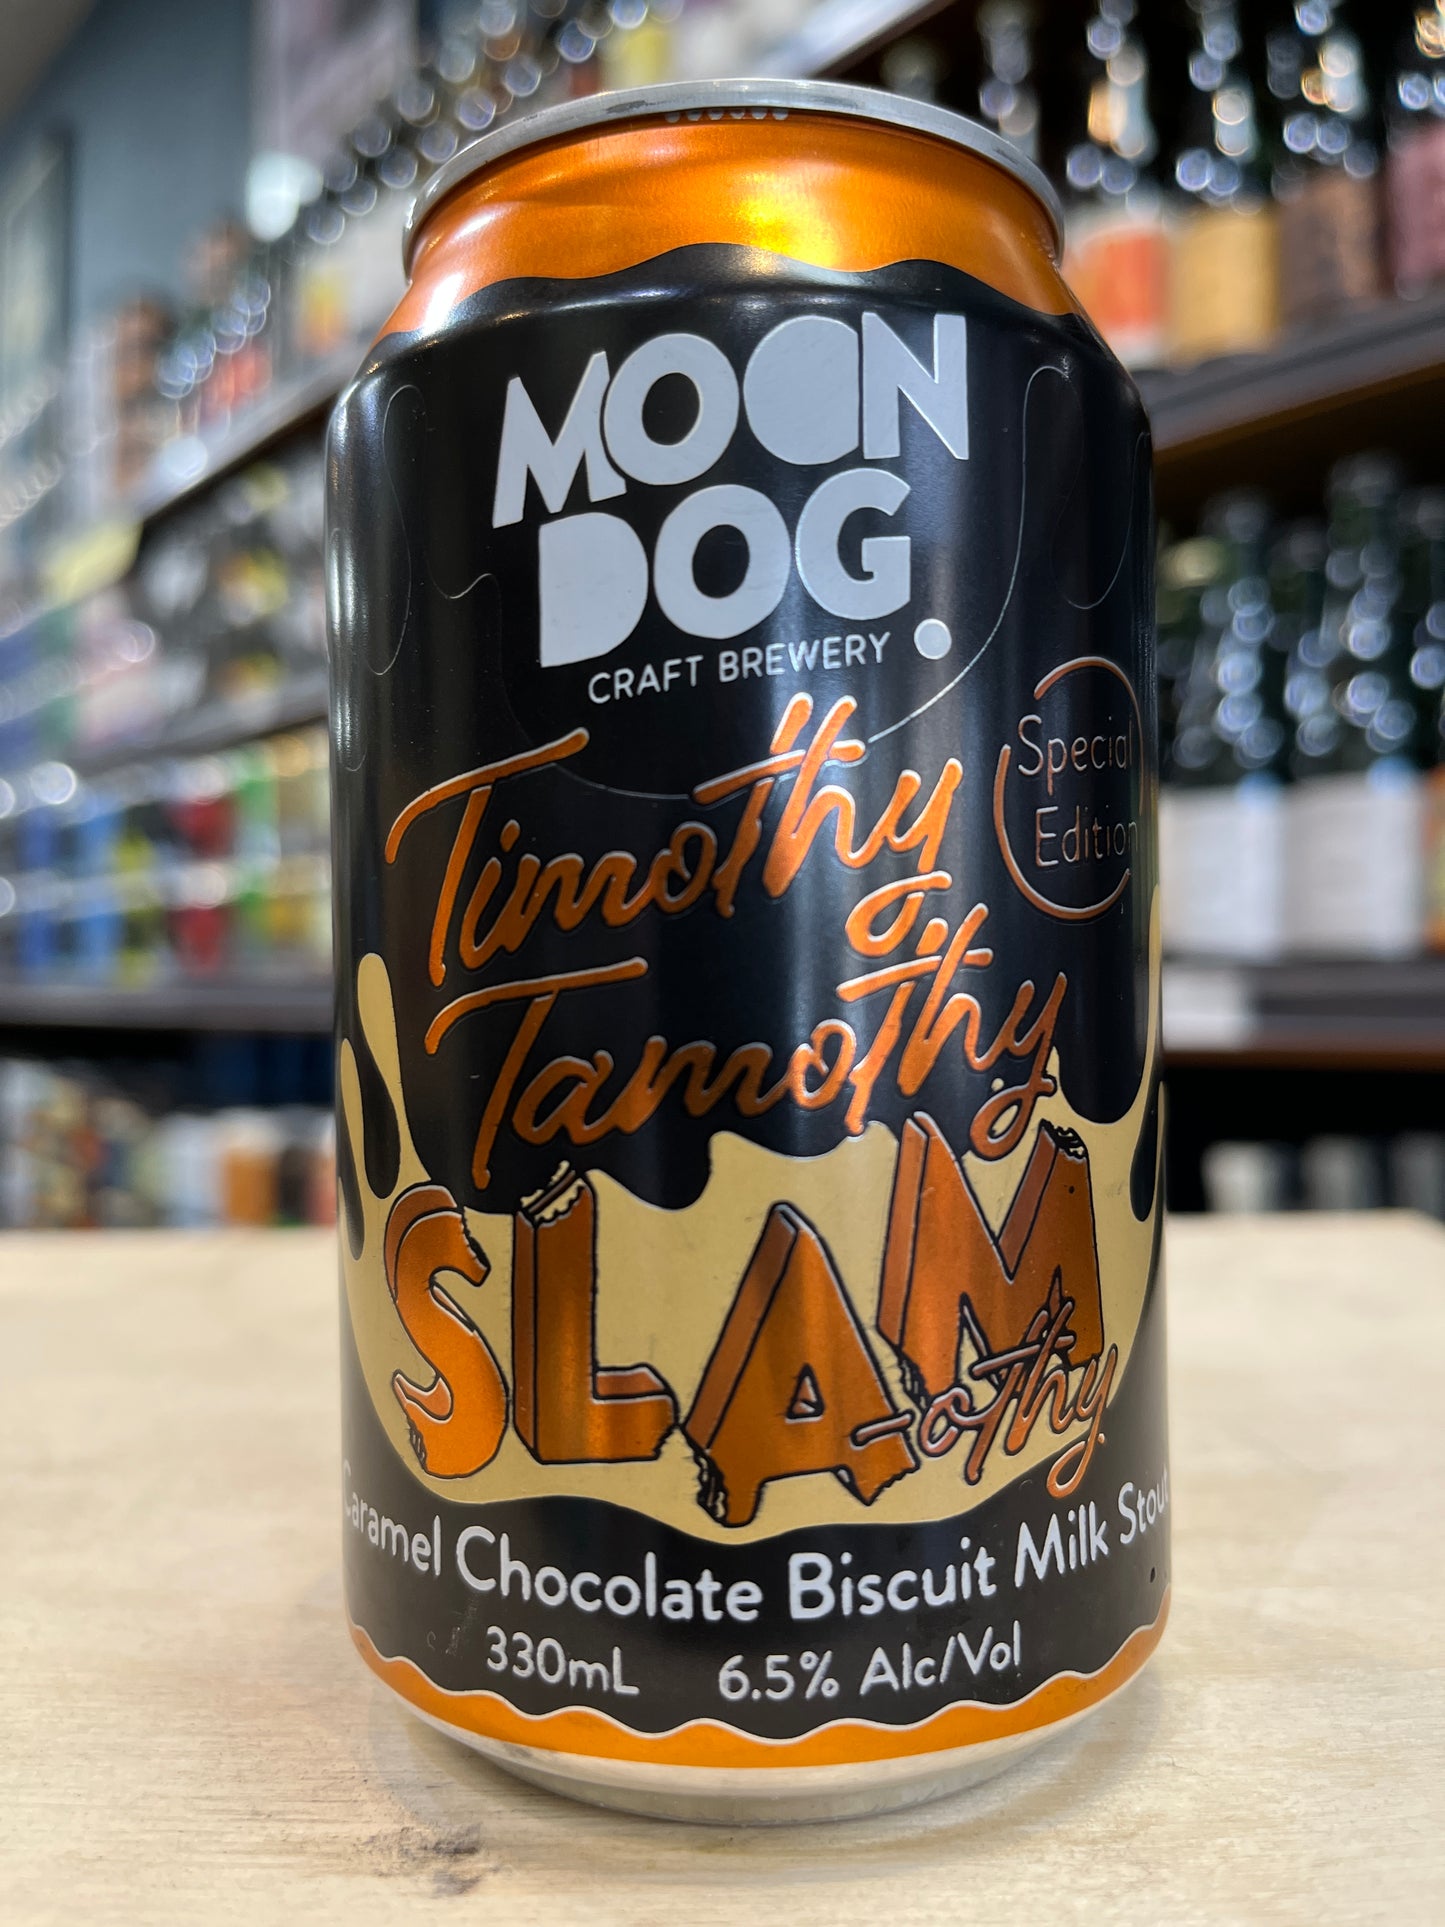 MOON
DOG
CRAFT BREWERY
Special
Edition
Timothy
Tamothy
SLAM
-othy
Caramel Chocolate Biscuit Milk Stout
330mL 6.5% Alc/Vol